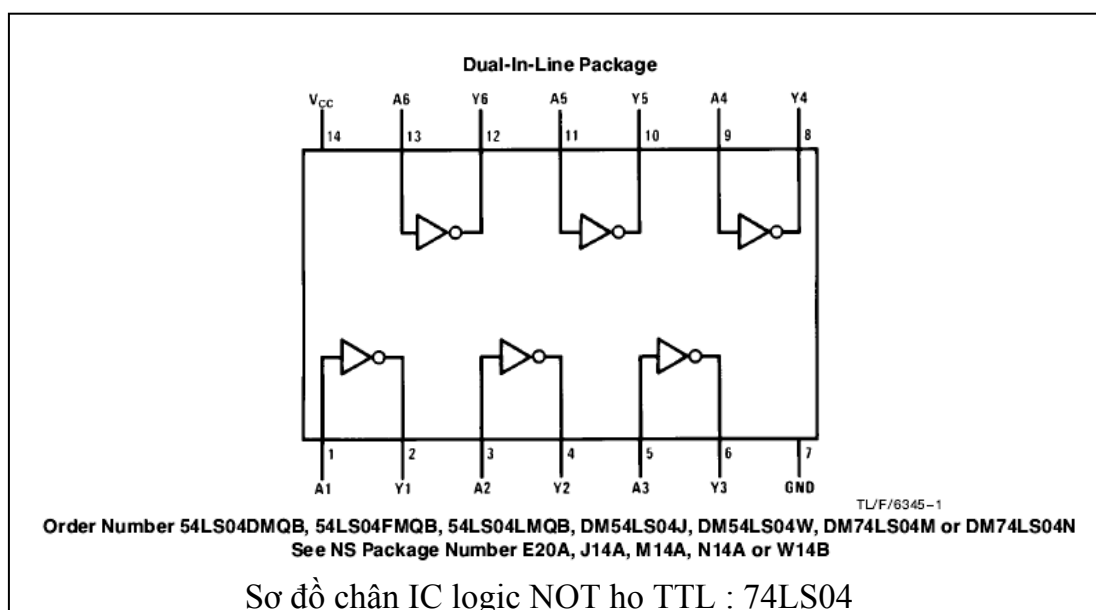 Dual-In-Line Package
VCC A6 Y6 A5 Y5 A4 Y4
14 13 12 11 10 9 8
1 2 3 4 5 6 7
A1 Y1 A2 Y2 A3 Y3 GND
TL/F/6345–1
Order Number 54LS04DMQB, 54LS04FMQB, 54LS04LMQB, DM54LS04J, DM54LS04W, DM74LS04M or DM74LS04N
See NS Package Number E20A, J14A, M14A, N14A or W14B
Sơ đồ chân IC logic NOT họ TTL : 74LS04